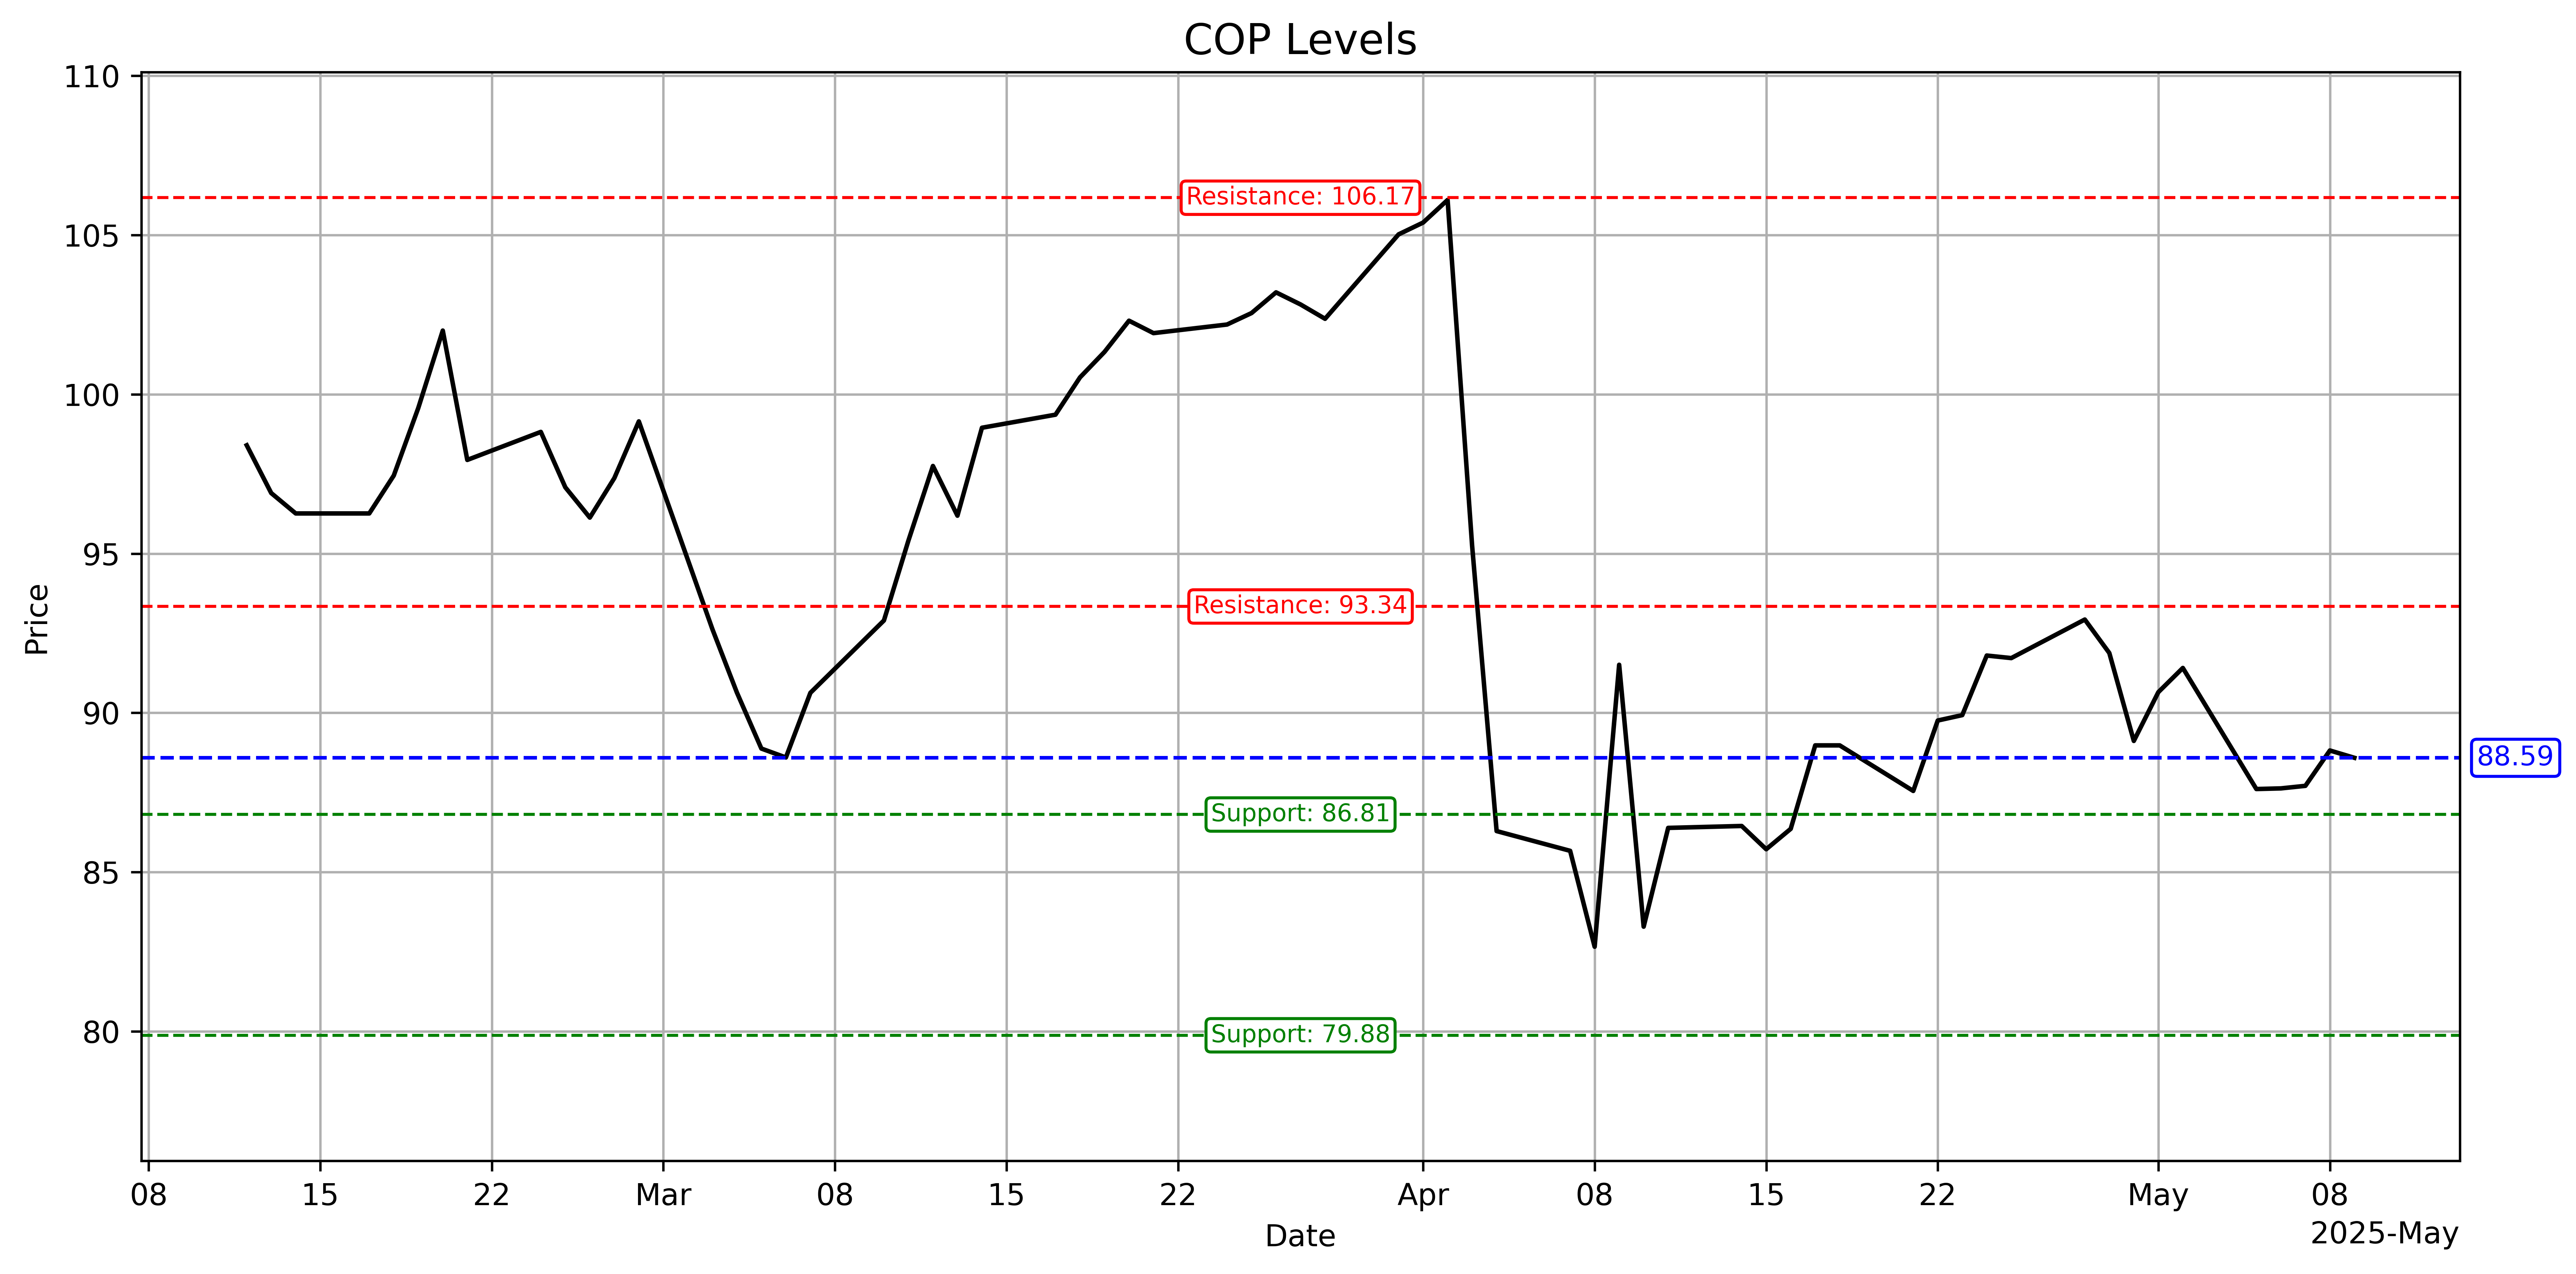 COP Levels
110
105
100
95
90
85
80
Price
Resistance: 106.17
Resistance: 93.34
88.59
Support: 86.81
Support: 79.88
08 15 22 Mar 08 15 22 Apr 08 15 22 May 08
Date
2025-May